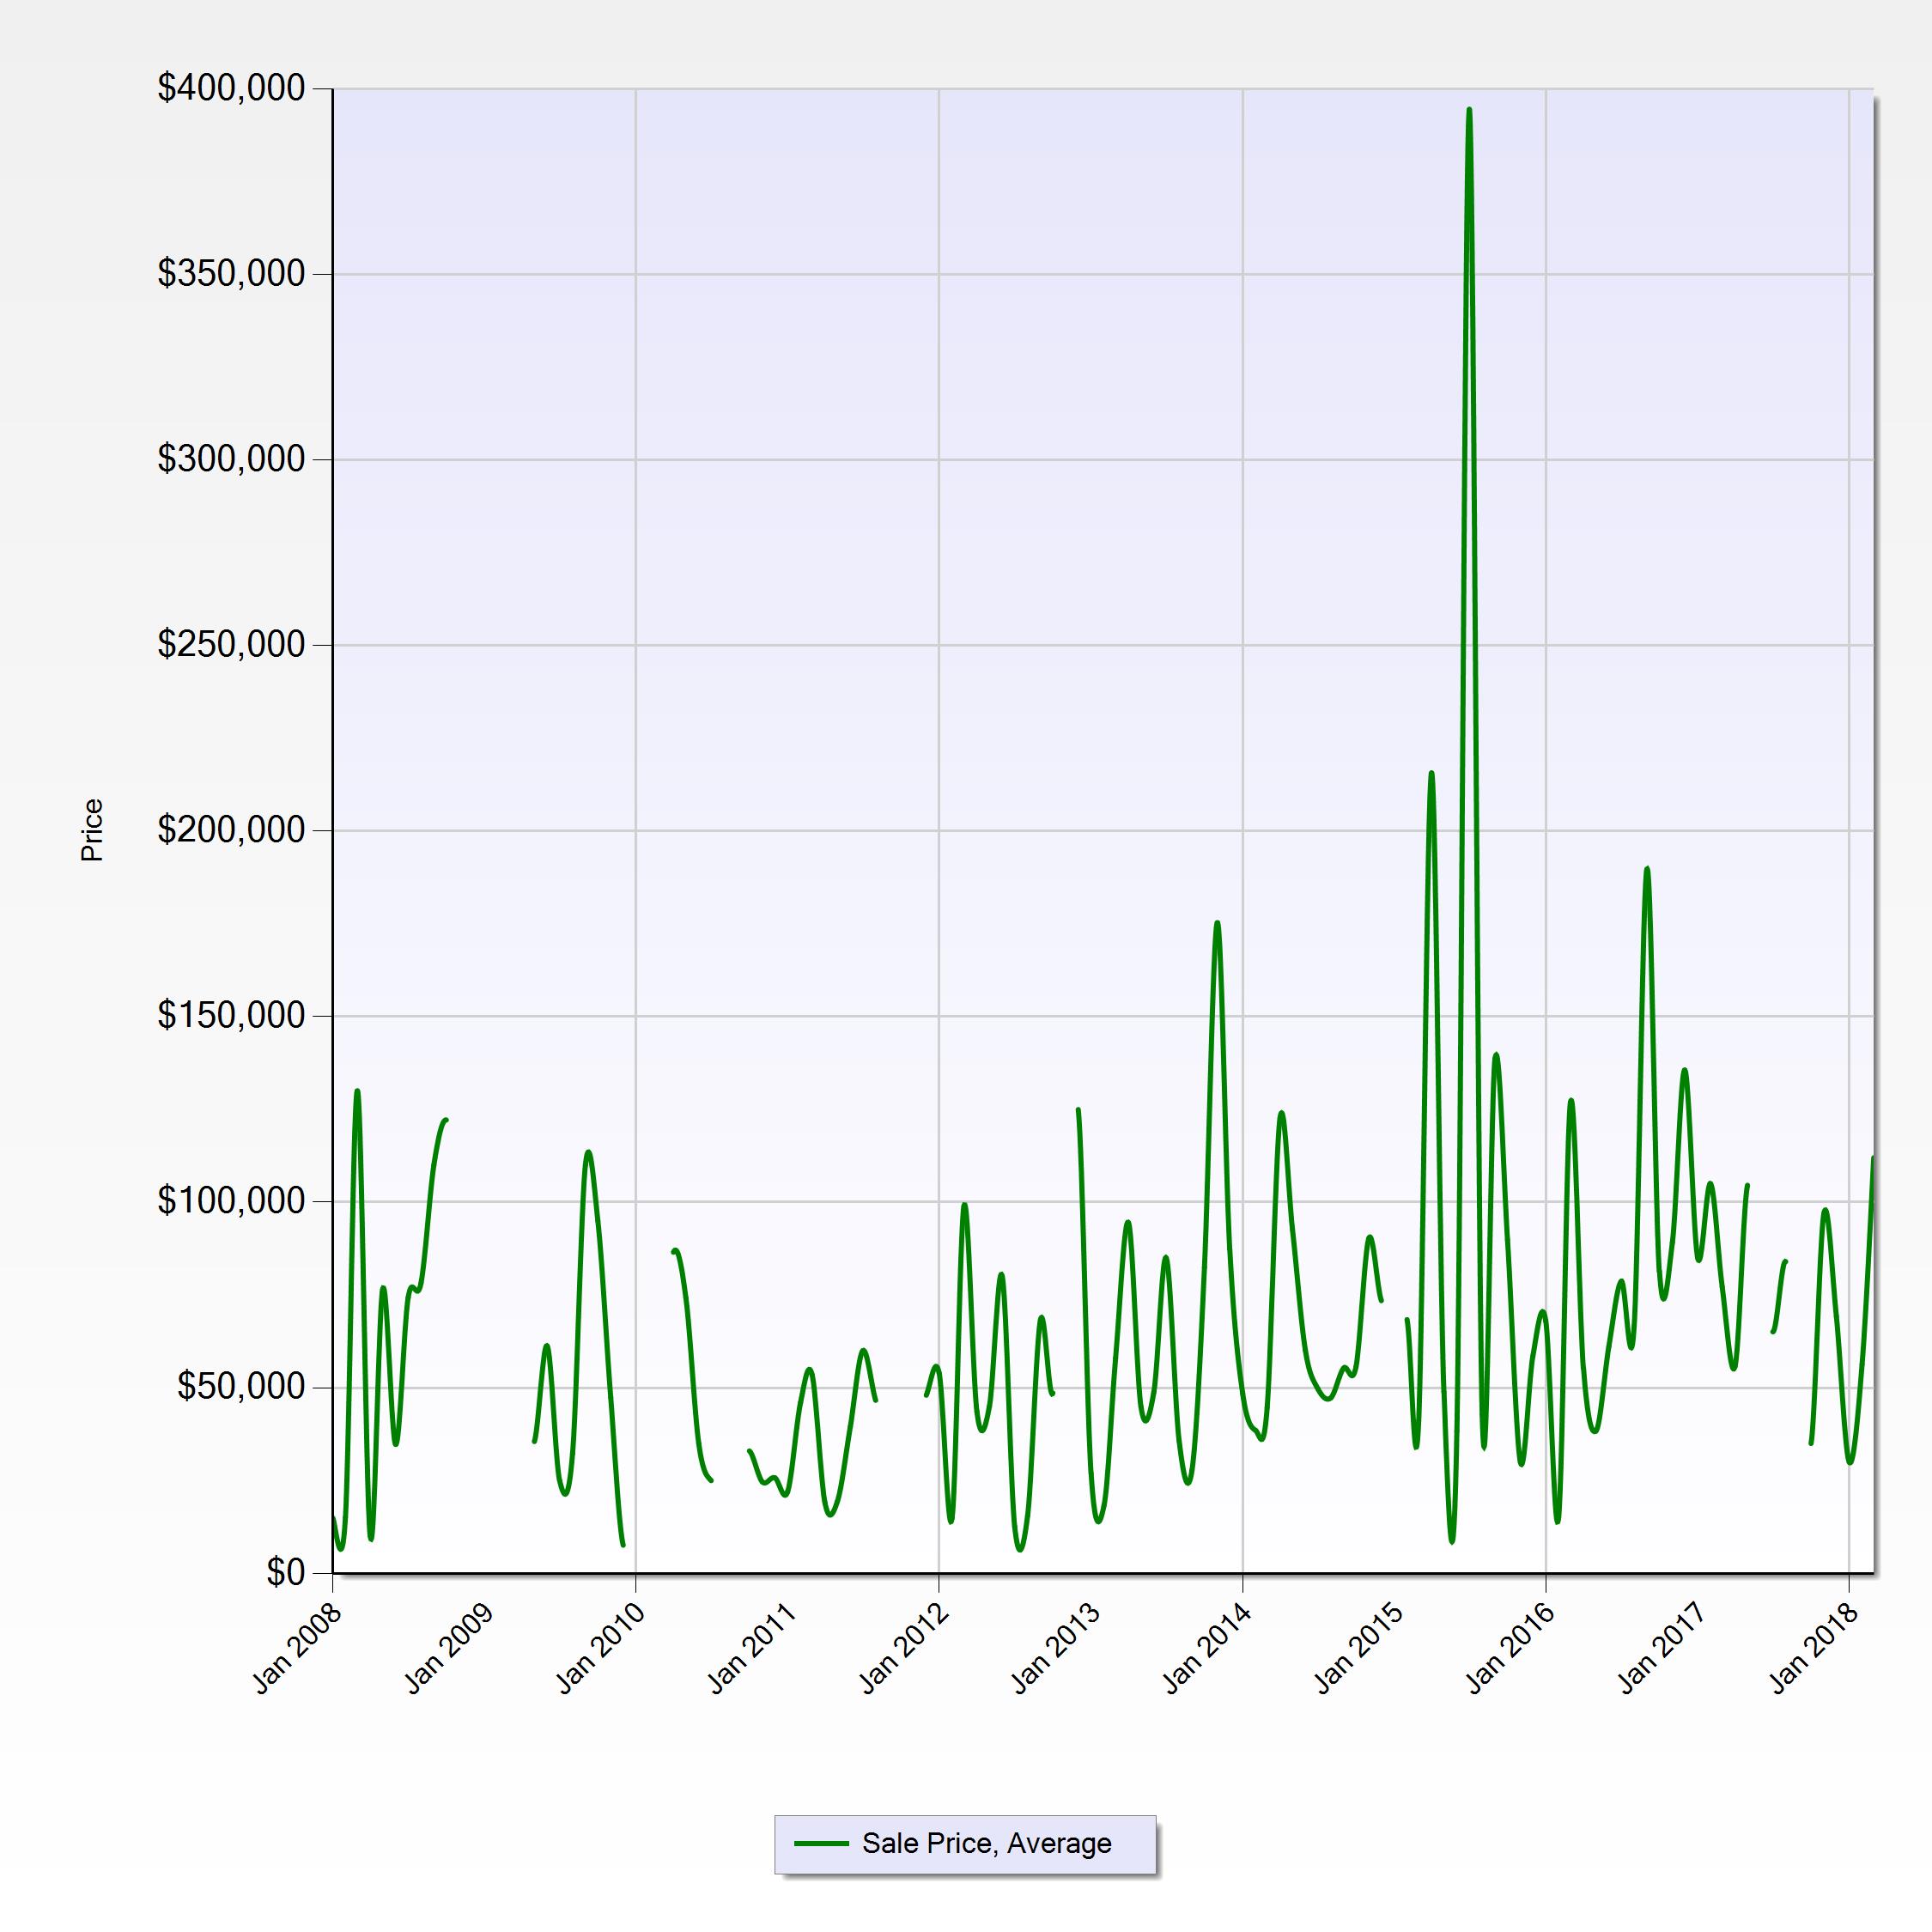 $400,000
$350,000
$300,000
$250,000
$200,000
$150,000
$100,000
$50,000
$0
Price
Jan 2008
Jan 2009
Jan 2010
Jan 2011
Jan 2012
Jan 2013
Jan 2014
Jan 2015
Jan 2016
Jan 2017
Jan 2018
Sale Price, Average